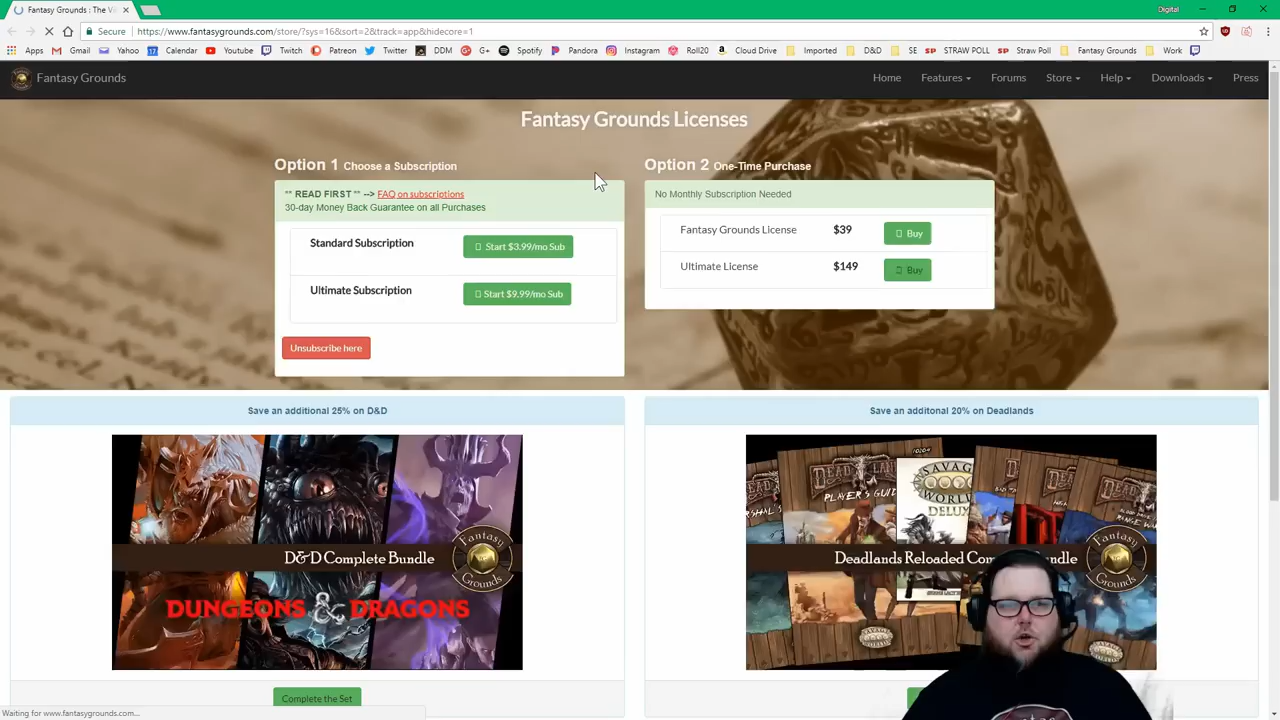 Fantasy Grounds : The Vi
Digital
Secure
https://www.fantasygrounds.com/store/?sys=16&sort=2&track=app&hidecore=1
Apps Gmail Yahoo Calendar Youtube Twitch Patreon Twitter DDM G+ Spotify Pandora Instagram Roll20 Cloud Drive Imported D&D SE STRAW POLL Straw Poll Fantasy Grounds Work
Fantasy Grounds
Home Features Forums Store Help Downloads Press
Fantasy Grounds Licenses
Option 1 Choose a Subscription
** READ FIRST ** --> FAQ on subscriptions
30-day Money Back Guarantee on all Purchases
Standard Subscription Start $3.99/mo Sub
Ultimate Subscription Start $9.99/mo Sub
Unsubscribe here
Option 2 One-Time Purchase
No Monthly Subscription Needed
Fantasy Grounds License $39 Buy
Ultimate License $149 Buy
Save an additional 25% on D&D
D&D Complete Bundle
Fantasy Grounds
DUNGEONS & DRAGONS
Complete the Set
Save an additonal 20% on Deadlands
PLAYER'S
SAVAGE
WORLD
DELUX
Deadlands Reloaded Com
Fantasy Grounds
Waiting for www.fantasygrounds.com...